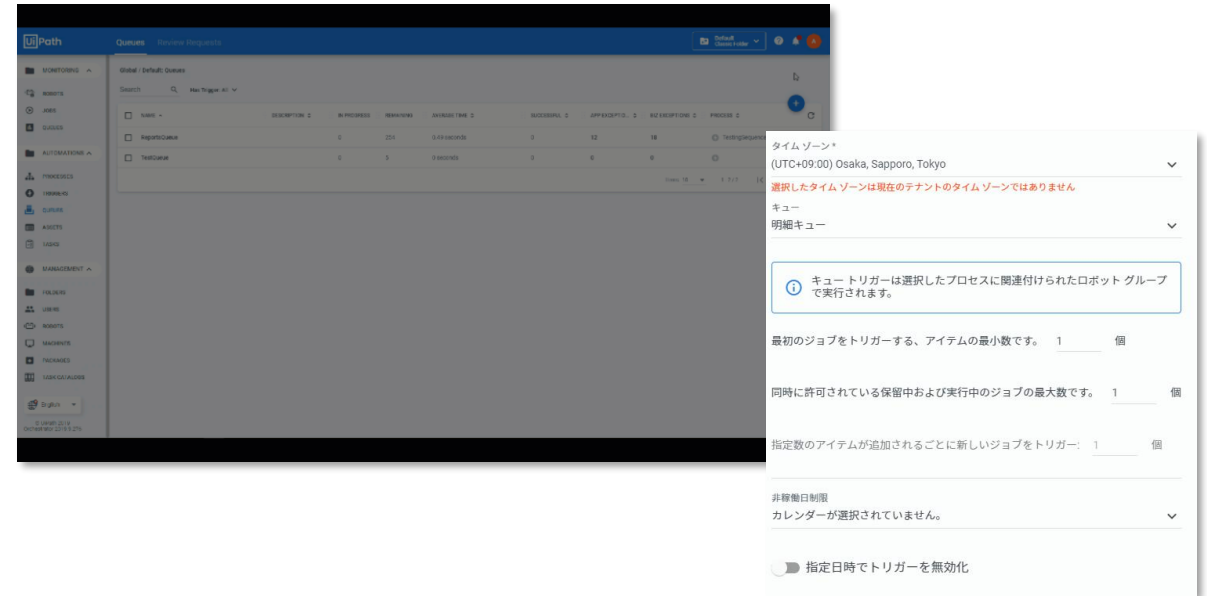 UiPath
Queues Review Requests
Default
Classic Folder
MONITORING
ROBOTS
JOBS
QUEUES
AUTOMATIONS
PROCESSES
TRIGGERS
QUEUES
ASSETS
TASKS
MANAGEMENT
FOLDERS
USERS
ROBOTS
MACHINES
PACKAGES
TASK CATALOGS
English
Global / Default: Queues
Search Has Trigger: All
NAME DESCRIPTION IN PROGRESS REMAINING AVERAGE TIME SUCCESSFUL APP EXCEPTIO... BIZ EXCEPTIONS PROCESS
ReportsQueue 0 12 18
TestQueue 0 3 0 seconds 0 0 0
タイム ゾーン *
(UTC+09:00) Osaka, Sapporo, Tokyo
選択したタイム ゾーンは現在のテナントのタイム ゾーンではありません
キュー
明細キュー
キュー トリガーは選択したプロセスに関連付けられたロボット グループ
で実行されます。
最初のジョブをトリガーする、アイテムの最小数です。 1 個
同時に許可されている保留中および実行中のジョブの最大数です。 1 個
指定数のアイテムが追加されるごとに新しいジョブをトリガー: 1 個
非稼働日制限
カレンダーが選択されていません。
指定日時でトリガーを無効化